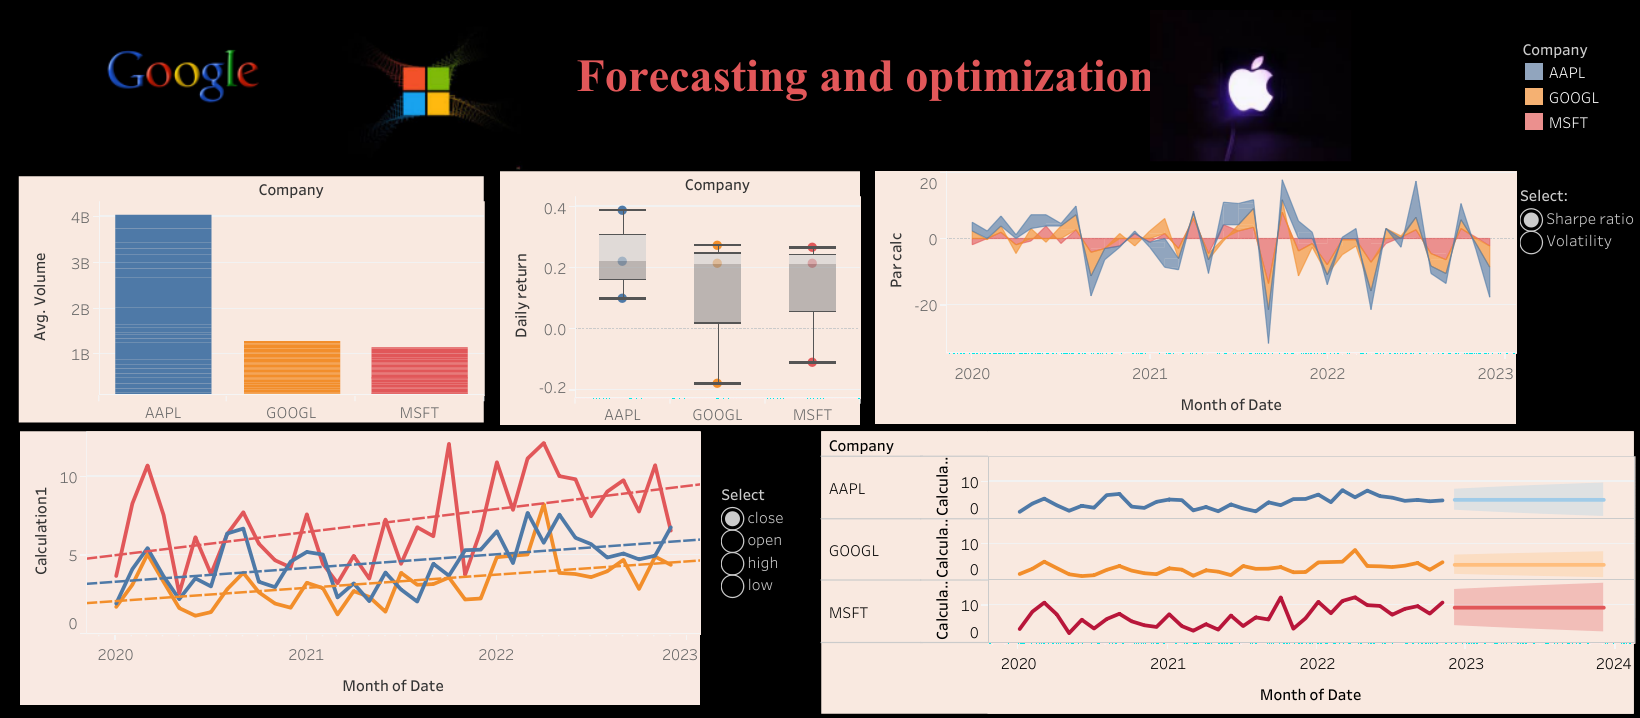 Google
Forecasting and optimization
Company
AAPL
GOOGL
MSFT
Company
Avg. Volume
4B
3B
2B
1B
AAPL GOOGL MSFT
Company
Daily return
0.4
0.2
0.0
-0.2
AAPL GOOGL MSFT
Par calc
20
0
-20
2020 2021 2022 2023
Month of Date
Select:
Sharpe ratio
Volatility
Calculation1
10
5
0
2020 2021 2022 2023
Month of Date
Select
close
open
high
low
Company
AAPL
Calcula..
10
0
GOOGL
Calcula..
10
0
MSFT
Calcula..
10
0
2020 2021 2022 2023 2024
Month of Date